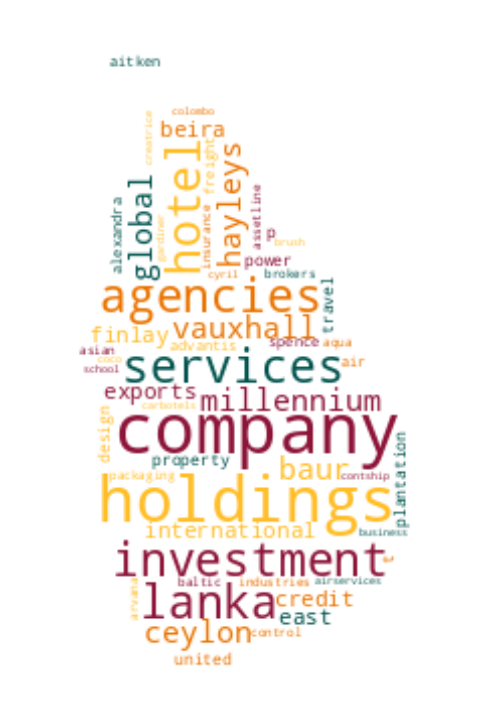 aitken
colombo
creatrice
beira
hotel
freight
hayleys
global
alexandra
gardiner
insurance
assetline
p
brush
power
cyril
brokers
agencies
travel
vauxhall
finlay
advantis
spence
aqua
asian
coco
school
services
air
exports
millennium
carbotels
company
design
property
baur
contship
plantation
packaging
holdings
international
business
investment
t
baltic
industries
airservices
arvana
lanka
credit
east
ceylon
control
united